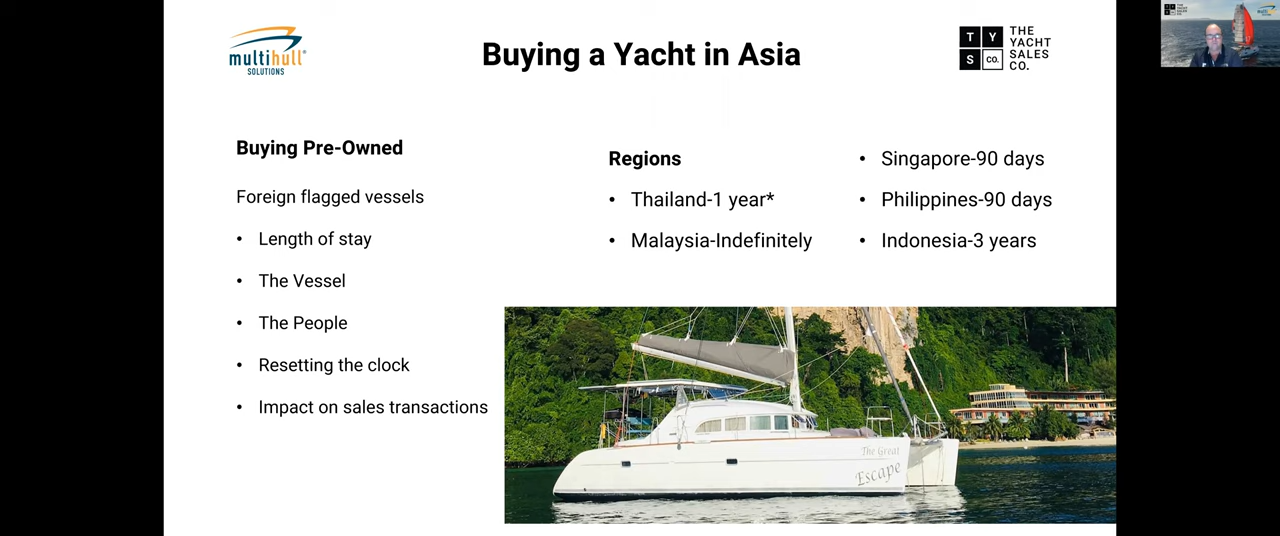 multihull®
SOLUTIONS
Buying a Yacht in Asia
T Y
S CO.
THE
YACHT
SALES
CO.
Buying Pre-Owned
Foreign flagged vessels
• Length of stay
• The Vessel
• The People
• Resetting the clock
• Impact on sales transactions
Regions
• Thailand-1 year*
• Malaysia-Indefinitely
• Singapore-90 days
• Philippines-90 days
• Indonesia-3 years
The Great
Escape